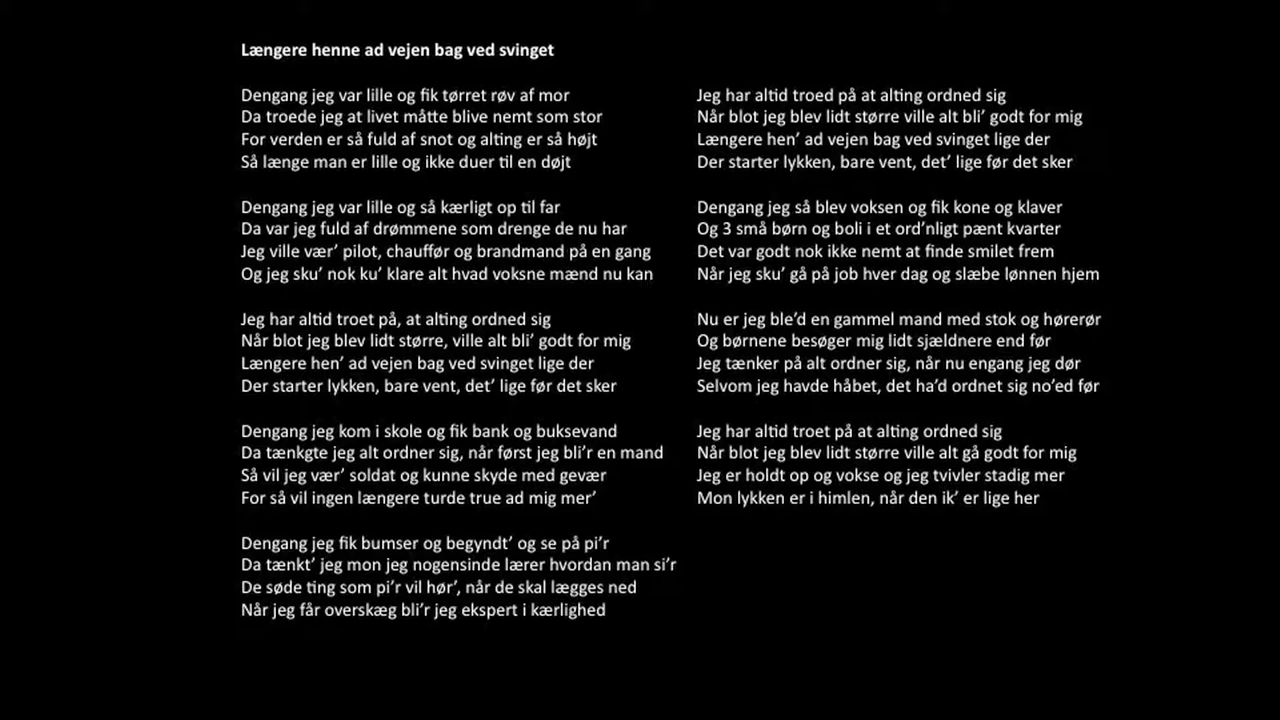 Længere henne ad vejen bag ved svinget
Dengang jeg var lille og fik tørret røv af mor
Da troede jeg at livet måtte blive nemt som stor
For verden er så fuld af snot og alting er så højt
Så længe man er lille og ikke duer til en døjt
Dengang jeg var lille og så kærligt op til far
Da var jeg fuld af drømmene som drenge de nu har
Jeg ville vær’ pilot, chauffør og brandmand på en gang
Og jeg sku’ nok ku’ klare alt hvad voksne mænd nu kan
Jeg har altid troet på, at alting ordned sig
Når blot jeg blev lidt større, ville alt bli’ godt for mig
Længere hen’ ad vejen bag ved svinget lige der
Der starter lykken, bare vent, det’ lige før det sker
Dengang jeg kom i skole og fik bank og buksevand
Da tænkgte jeg alt ordner sig, når først jeg bli’r en mand
Så vil jeg vær’ soldat og kunne skyde med gevær
For så vil ingen længere turde true ad mig mer’
Dengang jeg fik bumser og begyndt’ og se på pi’r
Da tænkt’ jeg mon jeg nogensinde lærer hvordan man si’r
De søde ting som pi’r vil hør’, når de skal lægges ned
Når jeg får overskæg bli’r jeg ekspert i kærlighed
Jeg har altid troed på at alting ordned sig
Når blot jeg blev lidt større ville alt bli’ godt for mig
Længere hen’ ad vejen bag ved svinget lige der
Der starter lykken, bare vent, det’ lige før det sker
Dengang jeg så blev voksen og fik kone og klaver
Og 3 små børn og boli i et ord’nligt pænt kvarter
Det var godt nok ikke nemt at finde smilet frem
Når jeg sku’ gå på job hver dag og slæbe lønnen hjem
Nu er jeg ble’d en gammel mand med stok og hørerør
Og børnene besøger mig lidt sjældnere end før
Jeg tænker på alt ordner sig, når nu engang jeg dør
Selvom jeg havde håbet, det ha’d ordnet sig no’ed før
Jeg har altid troet på at alting ordned sig
Når blot jeg blev lidt større ville alt gå godt for mig
Jeg er holdt op og vokse og jeg tvivler stadig mer
Mon lykken er i himlen, når den ik’ er lige her